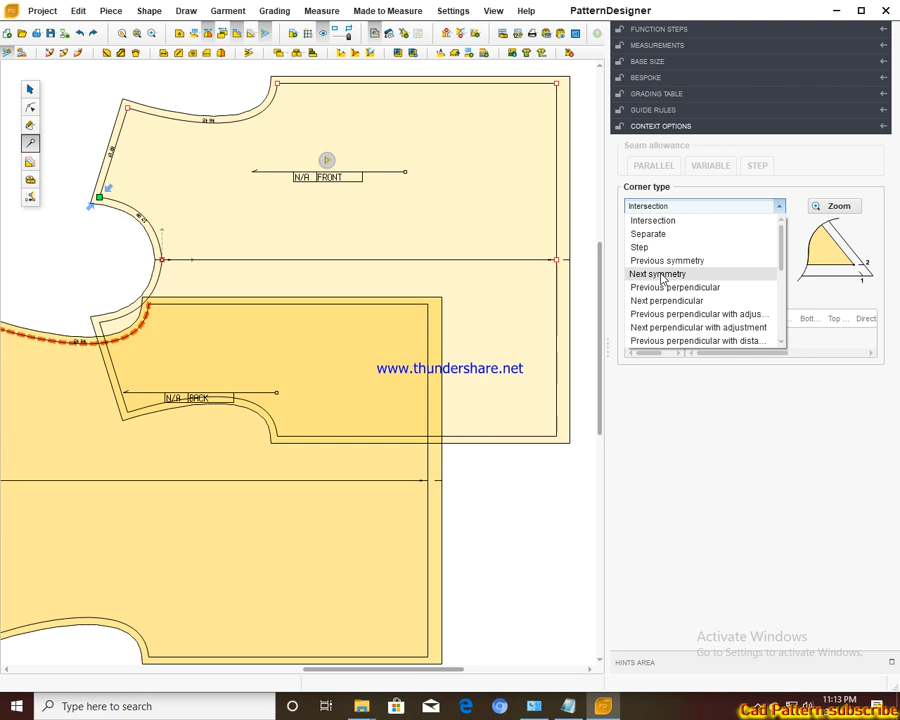 Project Edit Piece Shape Draw Garment Grading Measure Made to Measure Settings View Help PatternDesigner
FUNCTION STEPS
MEASUREMENTS
BASE SIZE
BESPOKE
GRADING TABLE
GUIDE RULES
CONTEXT OPTIONS
Seam allowance
PARALLEL VARIABLE STEP
Corner type
Intersection
Zoom
Intersection
Separate
Step
Previous symmetry
Next symmetry
Previous perpendicular
Next perpendicular
Previous perpendicular with adjus...
Next perpendicular with adjustment
Previous perpendicular with dista...
2
1
.. Bott... Top ... Direct
N/A FRONT
www.thundershare.net
N/A BACK
Activate Windows
Go to Settings to activate Windows.
HINTS AREA
Type here to search
11:13 PM
Cad Pattern subscribe